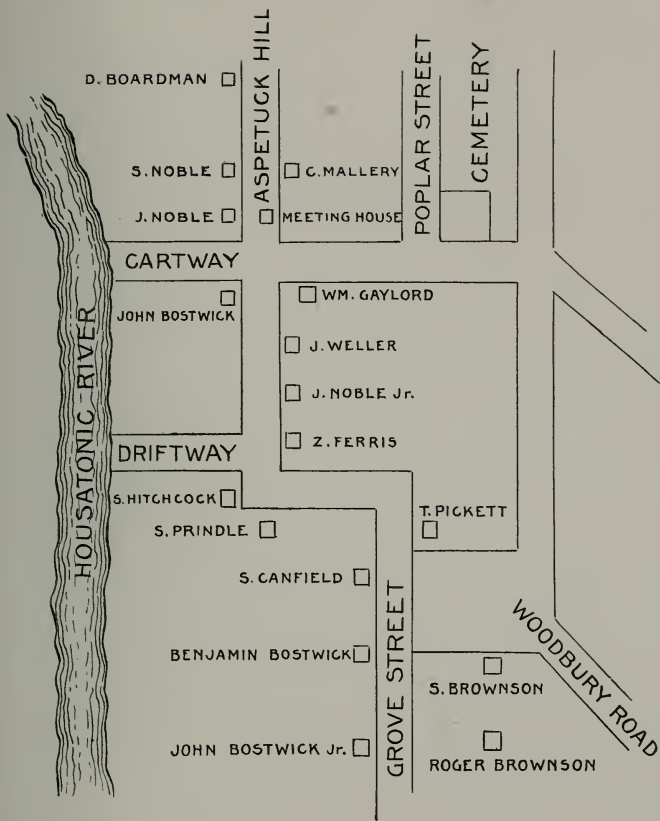 D. BOARDMAN
ASPETUCK HILL
POPLAR STREET
CEMETERY
S. NOBLE
C. MALLERY
J. NOBLE
MEETING HOUSE
CARTWAY
WM. GAYLORD
JOHN BOSTWICK
J. WELLER
HOUSATONIC RIVER
J. NOBLE Jr.
Z. FERRIS
DRIFTWAY
S. HITCHCOCK
S. PRINDLE
T. PICKETT
S. CANFIELD
GROVE STREET
WOODBURY ROAD
BENJAMIN BOSTWICK
S. BROWNSON
JOHN BOSTWICK Jr.
ROGER BROWNSON